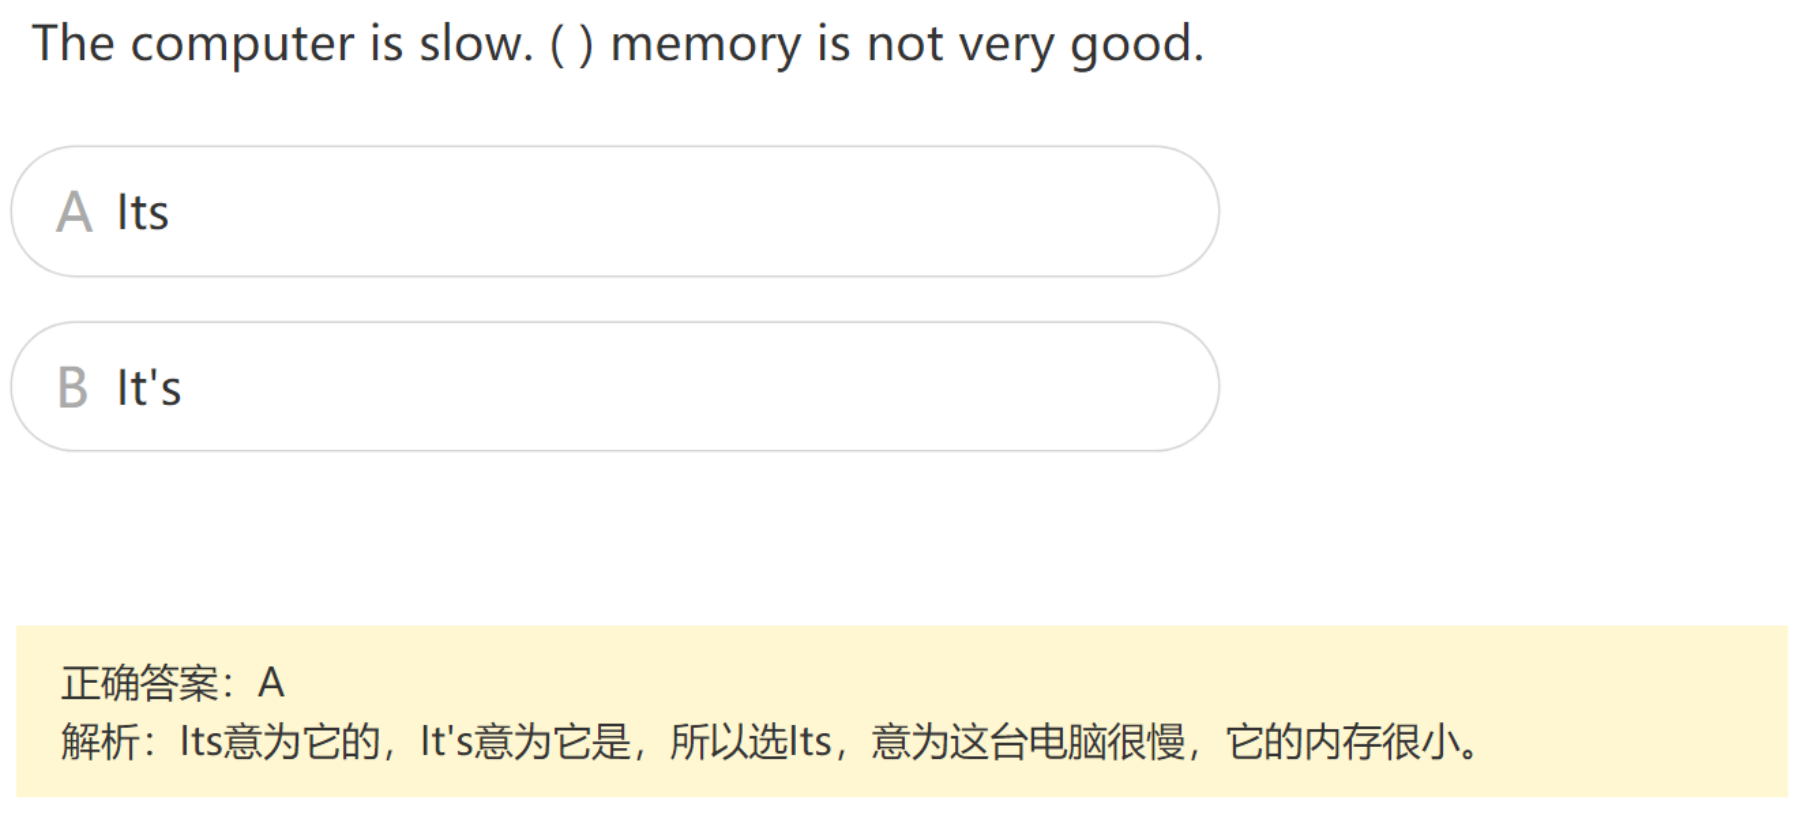 The computer is slow. ( ) memory is not very good.
A Its
B It's
正确答案：A
解析：Its意为它的，It's意为它是，所以选Its，意为这台电脑很慢，它的内存很小。